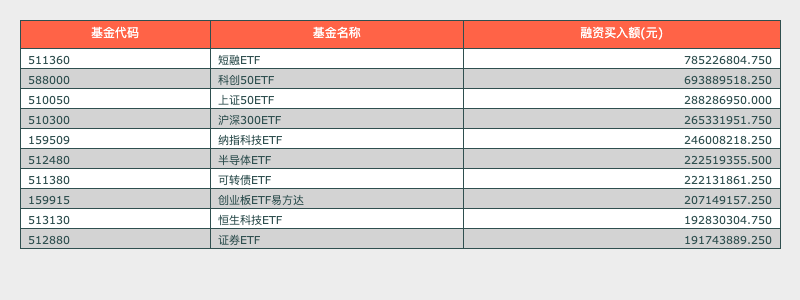 基金代码 基金名称 融资买入额(元)
511360 短融ETF 785226804.750
588000 科创50ETF 693889518.250
510050 上证50ETF 288286950.000
510300 沪深300ETF 265331951.750
159509 纳指科技ETF 246008218.250
512480 半导体ETF 222519355.500
511380 可转债ETF 222131861.250
159915 创业板ETF易方达 207149157.250
513130 恒生科技ETF 192830304.750
512880 证券ETF 191743889.250